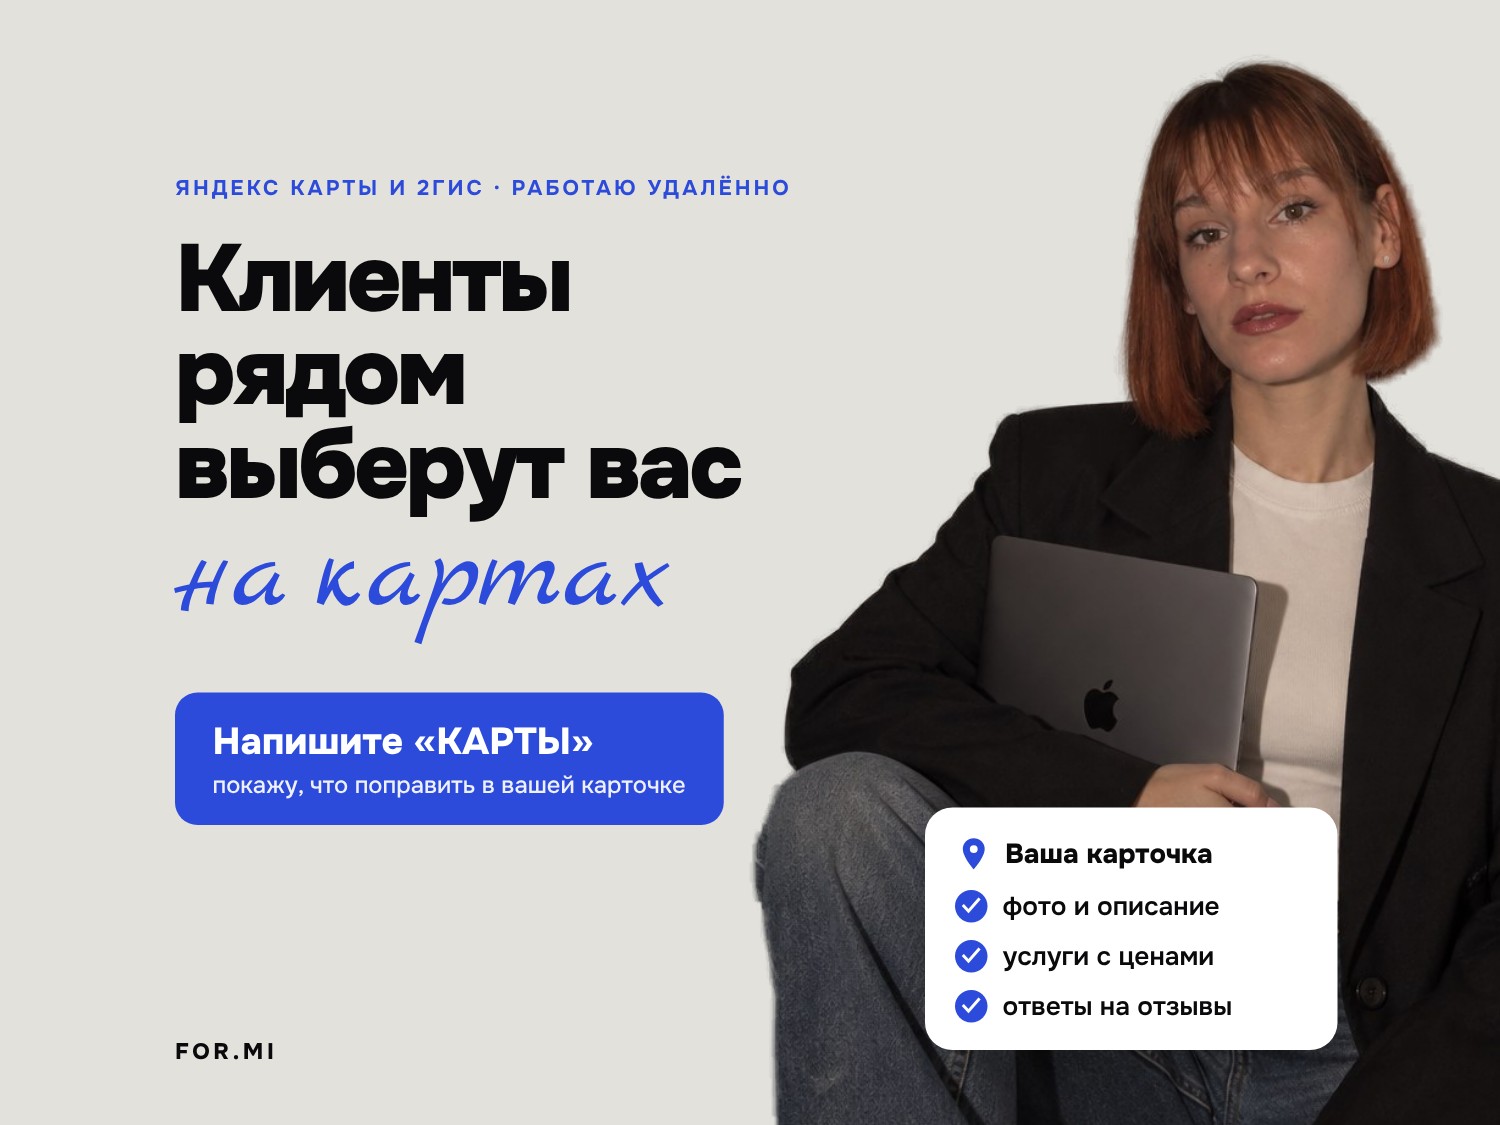 ЯНДЕКС КАРТЫ И 2ГИС · РАБОТАЮ УДАЛЁННО
Клиенты
рядом
выберут вас
на картах
Напишите «КАРТЫ»
покажу, что поправить в вашей карточке
Ваша карточка
фото и описание
услуги с ценами
ответы на отзывы
FOR.MI